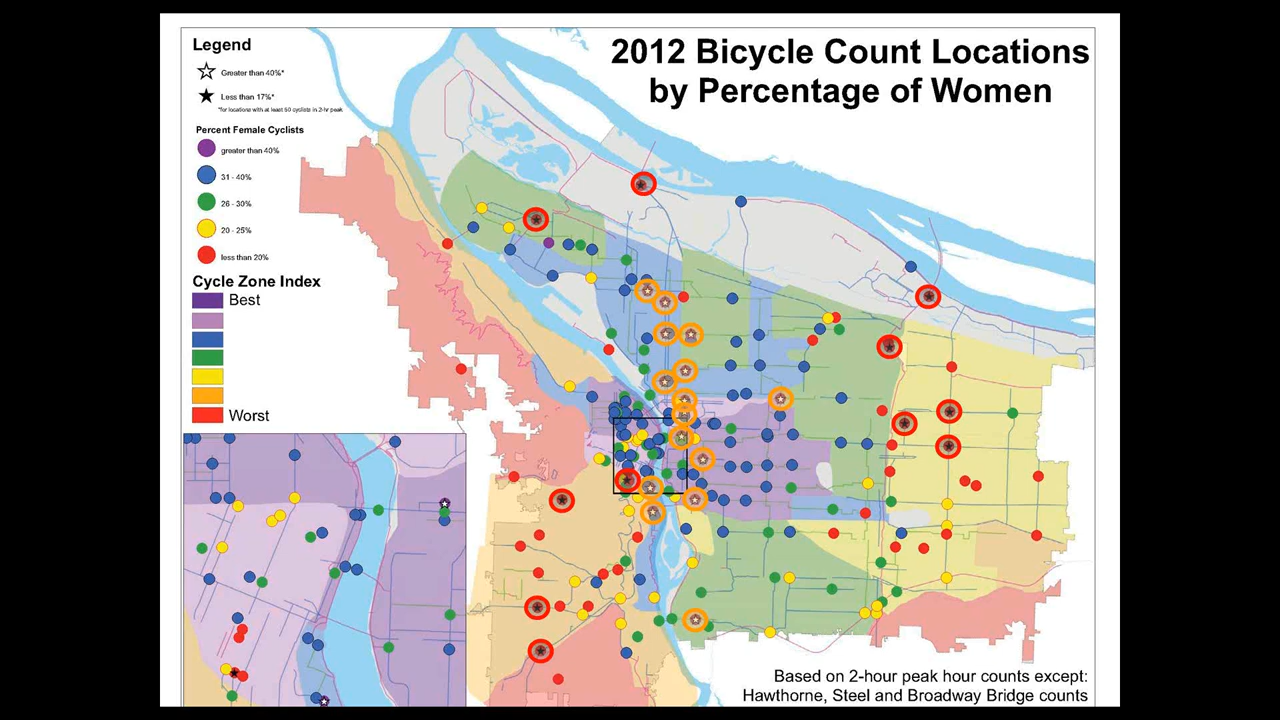 2012 Bicycle Count Locations
by Percentage of Women
Legend
Greater than 40%*
Less than 17%*
*for locations with at least 50 cyclists in 2-hr peak
Percent Female Cyclists
greater than 40%
31 - 40%
26 - 30%
20 - 25%
less than 20%
Cycle Zone Index
Best
Worst
Based on 2-hour peak hour counts except:
Hawthorne, Steel and Broadway Bridge counts